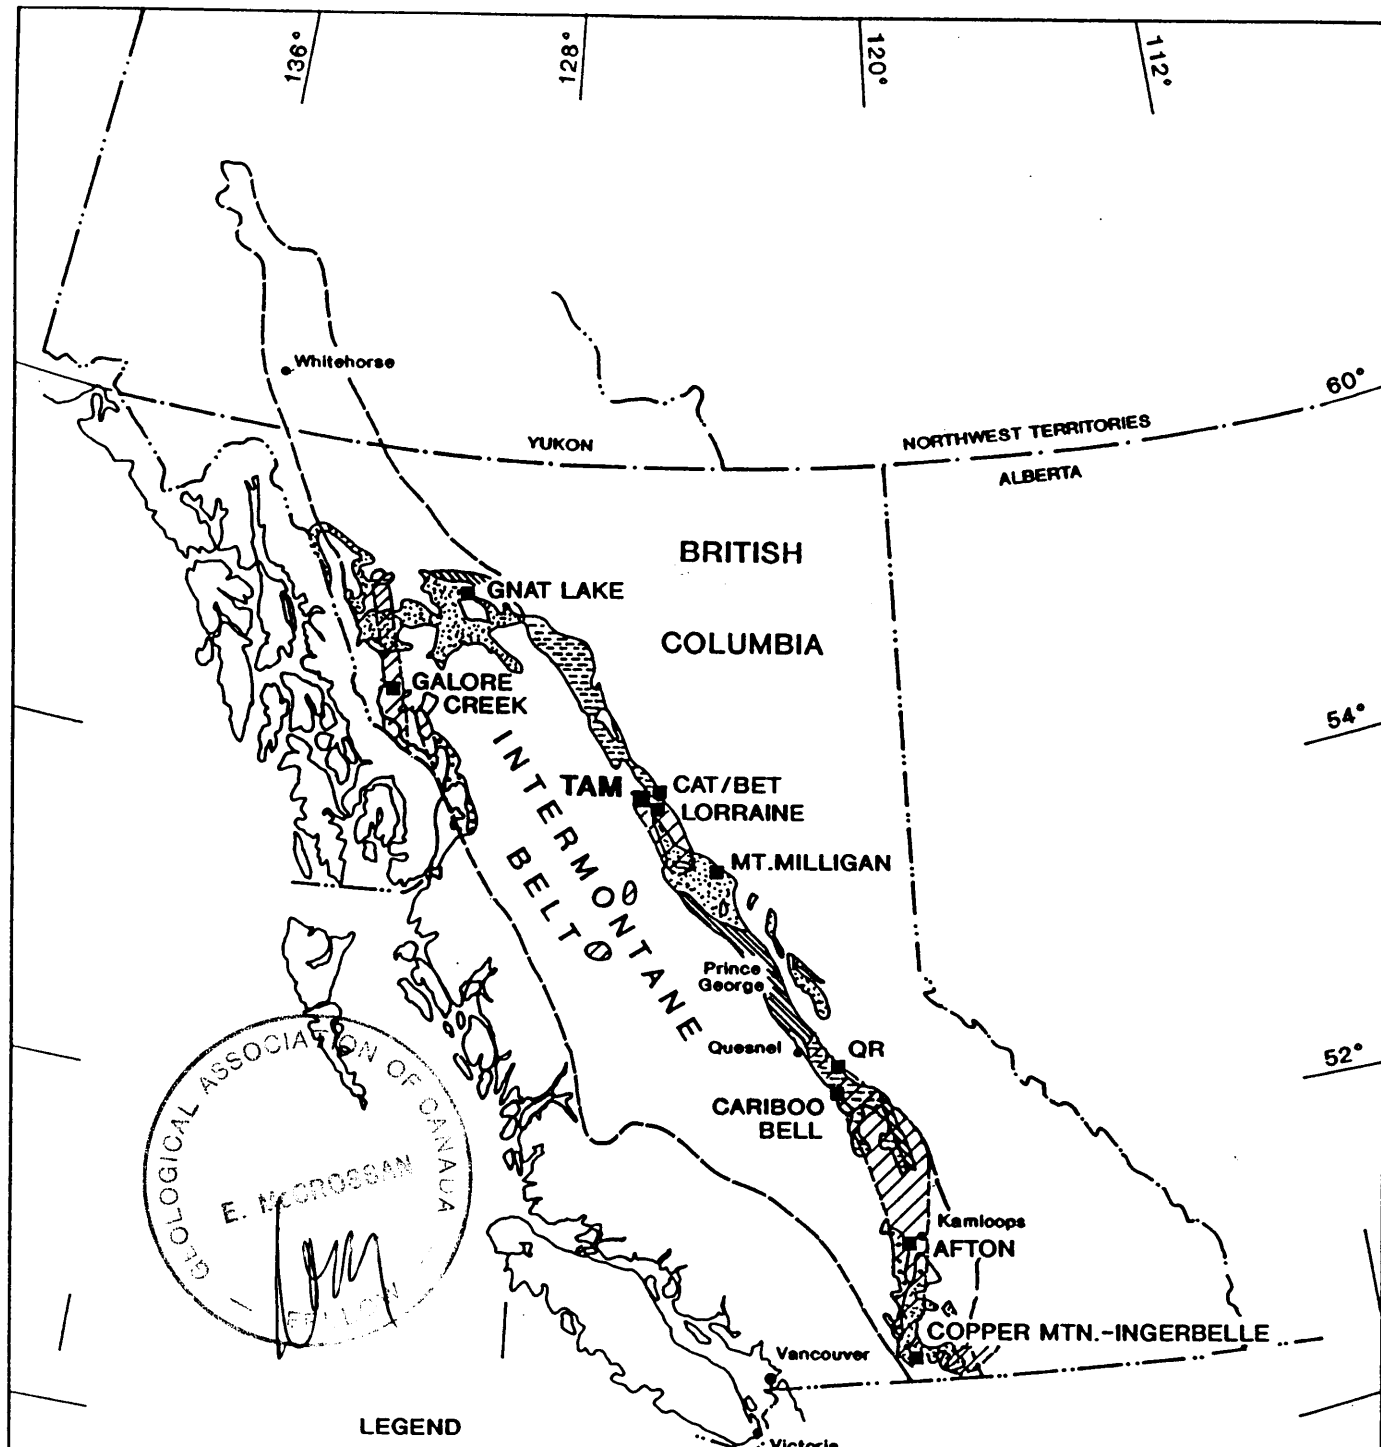 136°
128°
120°
112°
Whitehorse
60°
YUKON
NORTHWEST TERRITORIES
ALBERTA
BRITISH
COLUMBIA
GNAT LAKE
GALORE
CREEK
54°
INTERMONTANE
BELT
TAM
CAT/BET
LORRAINE
MT.MILLIGAN
Prince
George
Quesnel
QR
52°
CARIBOO
BELL
GEOLOGICAL ASSOCIATION OF CANADA
E. McCROSSAN
FELLOW
Kamloops
AFTON
COPPER MTN.-INGERBELLE
Vancouver
LEGEND
Victoria